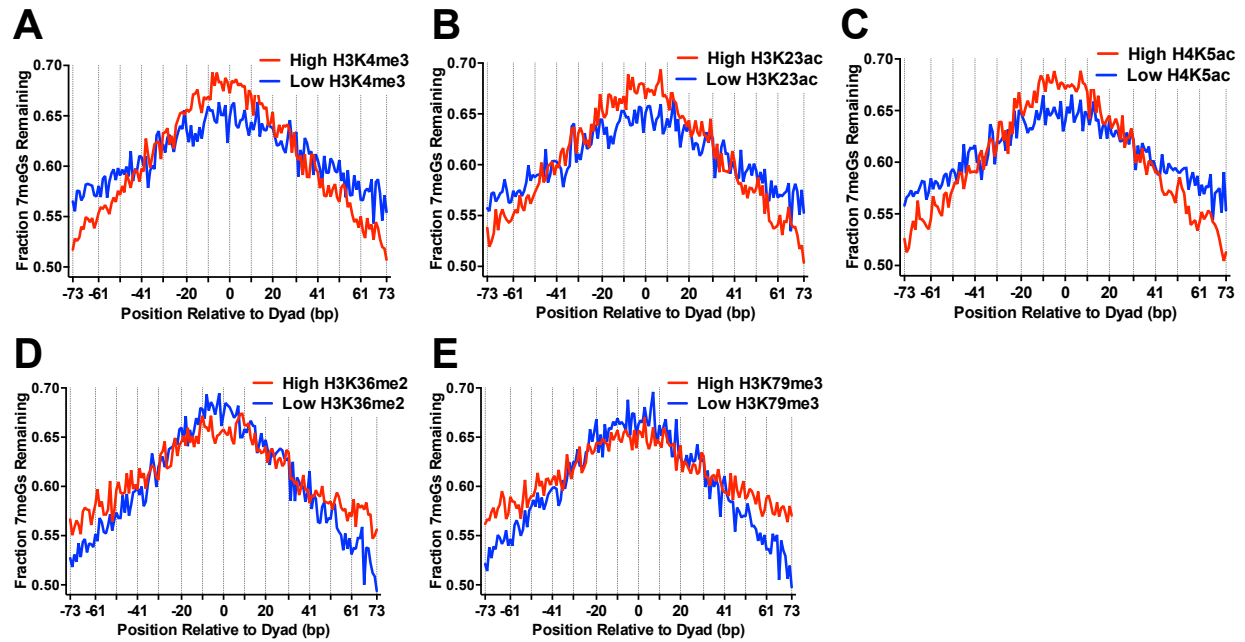 A
High H3K4me3
Low H3K4me3
Fraction 7meGs Remaining
0.70
0.65
0.60
0.55
0.50
-73 -61 -41 -20 0 20 41 61 73
Position Relative to Dyad (bp)
B
High H3K23ac
Low H3K23ac
Fraction 7meGs Remaining
0.70
0.65
0.60
0.55
0.50
-73 -61 -41 -20 0 20 41 61 73
Position Relative to Dyad (bp)
C
High H4K5ac
Low H4K5ac
Fraction 7meGs Remaining
0.70
0.65
0.60
0.55
0.50
-73 -61 -41 -20 0 20 41 61 73
Position Relative to Dyad (bp)
D
High H3K36me2
Low H3K36me2
Fraction 7meGs Remaining
0.70
0.65
0.60
0.55
0.50
-73 -61 -41 -20 0 20 41 61 73
Position Relative to Dyad (bp)
E
High H3K79me3
Low H3K79me3
Fraction 7meGs Remaining
0.70
0.65
0.60
0.55
0.50
-73 -61 -41 -20 0 20 41 61 73
Position Relative to Dyad (bp)